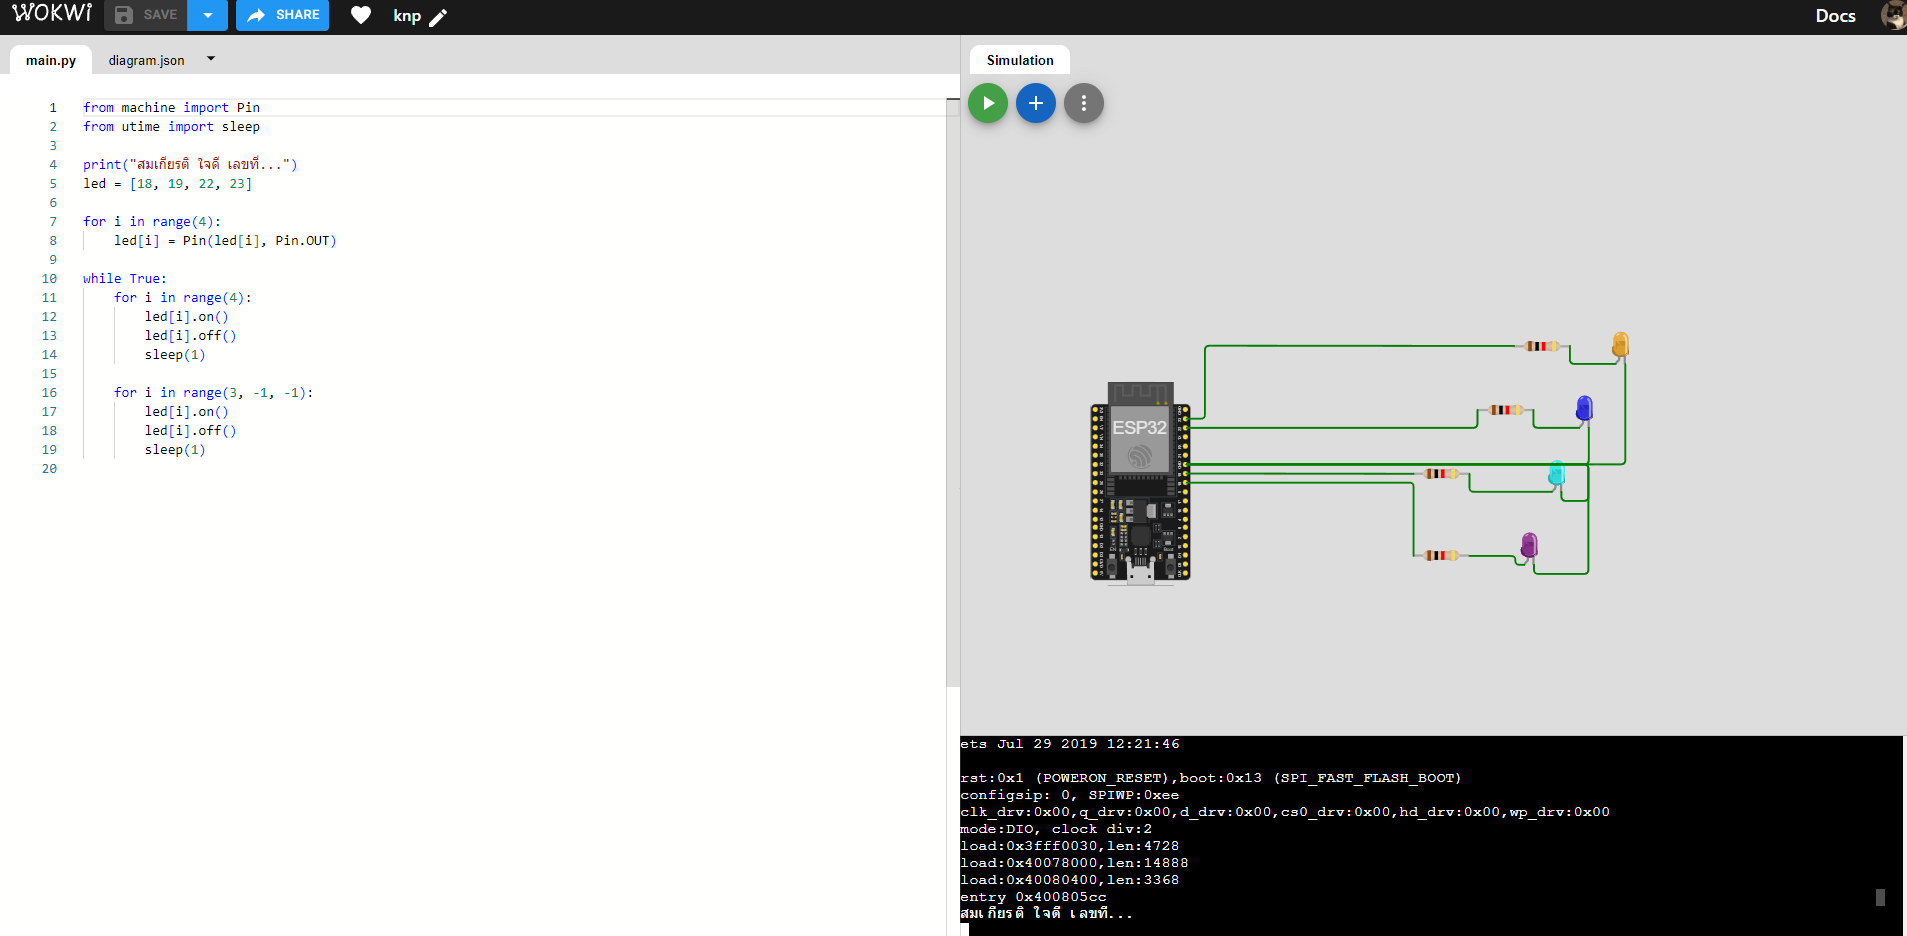 WOKWi
SAVE
SHARE
knp
Docs
main.py
diagram.json
Simulation
1 from machine import Pin
2 from utime import sleep
3
4 print("สมเกียรติ ใจดี เลขที่...")
5 led = [18, 19, 22, 23]
6
7 for i in range(4):
8 led[i] = Pin(led[i], Pin.OUT)
9
10 while True:
11 for i in range(4):
12 led[i].on()
13 led[i].off()
14 sleep(1)
15
16 for i in range(3, -1, -1):
17 led[i].on()
18 led[i].off()
19 sleep(1)
20
ESP32
ets Jul 29 2019 12:21:46
rst:0x1 (POWERON_RESET),boot:0x13 (SPI_FAST_FLASH_BOOT)
configsip: 0, SPIWP:0xee
clk_drv:0x00,q_drv:0x00,d_drv:0x00,cs0_drv:0x00,hd_drv:0x00,wp_drv:0x00
mode:DIO, clock div:2
load:0x3fff0030,len:4728
load:0x40078000,len:14888
load:0x40080400,len:3368
entry 0x400805cc
สมเกียรติ ใจดี เลขที่...